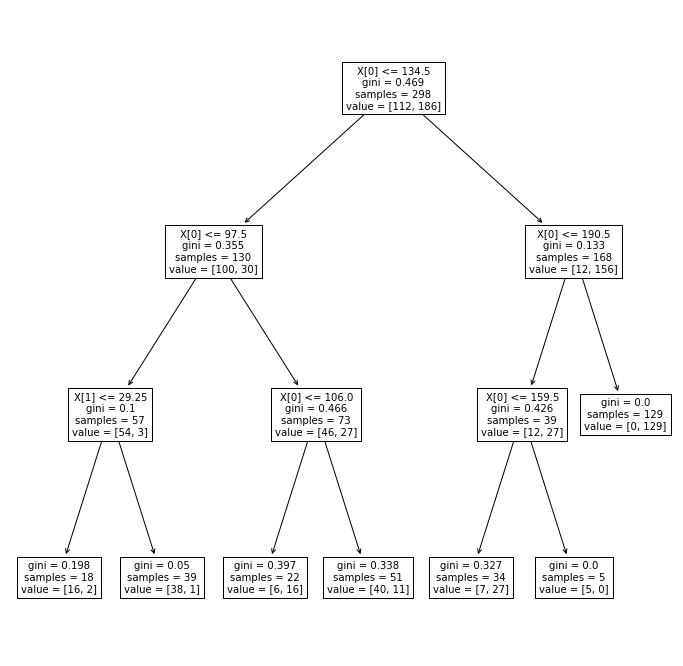 X[0] <= 134.5
gini = 0.469
samples = 298
value = [112, 186]
X[0] <= 97.5
gini = 0.355
samples = 130
value = [100, 30]
X[0] <= 190.5
gini = 0.133
samples = 168
value = [12, 156]
X[1] <= 29.25
gini = 0.1
samples = 57
value = [54, 3]
X[0] <= 106.0
gini = 0.466
samples = 73
value = [46, 27]
X[0] <= 159.5
gini = 0.426
samples = 39
value = [12, 27]
gini = 0.0
samples = 129
value = [0, 129]
gini = 0.198
samples = 18
value = [16, 2]
gini = 0.05
samples = 39
value = [38, 1]
gini = 0.397
samples = 22
value = [6, 16]
gini = 0.338
samples = 51
value = [40, 11]
gini = 0.327
samples = 34
value = [7, 27]
gini = 0.0
samples = 5
value = [5, 0]